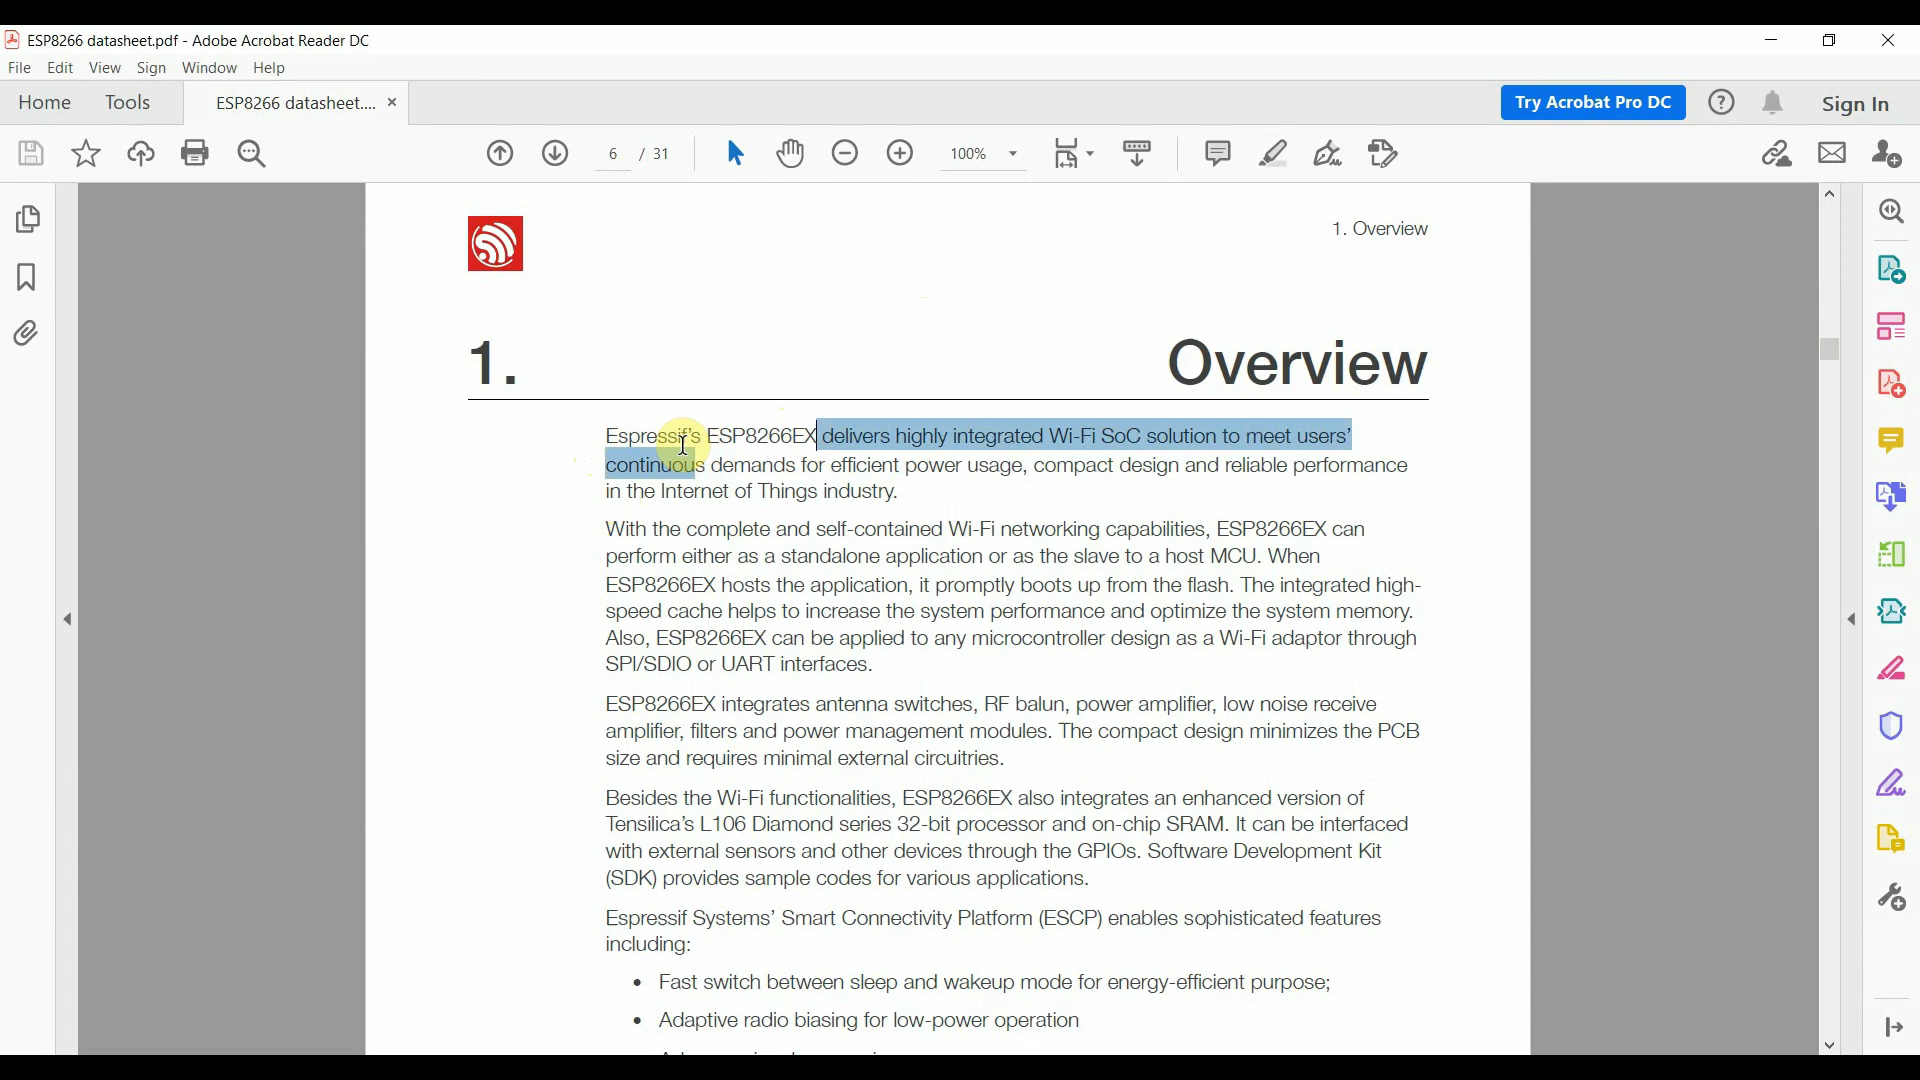 ESP8266 datasheet.pdf - Adobe Acrobat Reader DC
File Edit View Sign Window Help
Home Tools ESP8266 datasheet.... × Try Acrobat Pro DC Sign In
6 / 31 100%
1. Overview
1. Overview
Espressif's ESP8266EX delivers highly integrated Wi-Fi SoC solution to meet users’
continuous demands for efficient power usage, compact design and reliable performance
in the Internet of Things industry.
With the complete and self-contained Wi-Fi networking capabilities, ESP8266EX can
perform either as a standalone application or as the slave to a host MCU. When
ESP8266EX hosts the application, it promptly boots up from the flash. The integrated high-
speed cache helps to increase the system performance and optimize the system memory.
Also, ESP8266EX can be applied to any microcontroller design as a Wi-Fi adaptor through
SPI/SDIO or UART interfaces.
ESP8266EX integrates antenna switches, RF balun, power amplifier, low noise receive
amplifier, filters and power management modules. The compact design minimizes the PCB
size and requires minimal external circuitries.
Besides the Wi-Fi functionalities, ESP8266EX also integrates an enhanced version of
Tensilica’s L106 Diamond series 32-bit processor and on-chip SRAM. It can be interfaced
with external sensors and other devices through the GPIOs. Software Development Kit
(SDK) provides sample codes for various applications.
Espressif Systems’ Smart Connectivity Platform (ESCP) enables sophisticated features
including:
• Fast switch between sleep and wakeup mode for energy-efficient purpose;
• Adaptive radio biasing for low-power operation